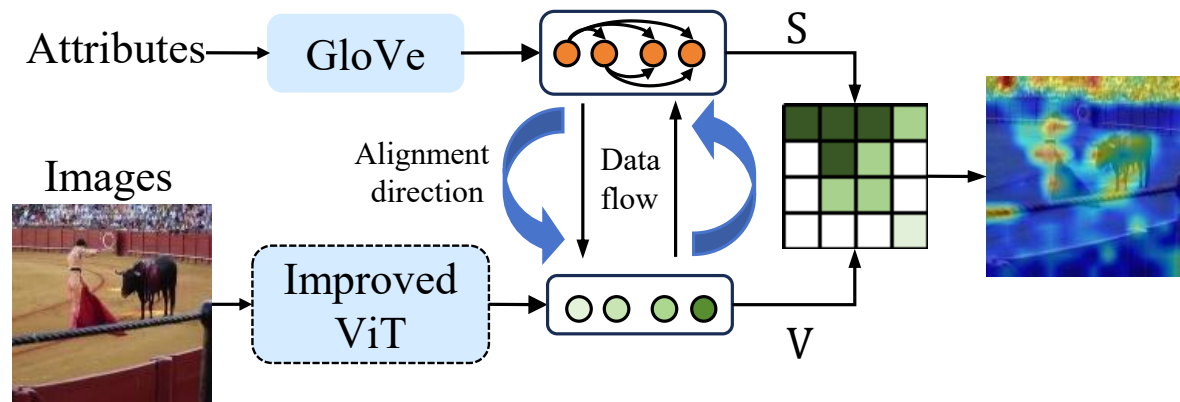 Attributes
GloVe
S
Alignment
direction
Data
flow
Images
Improved
ViT
V